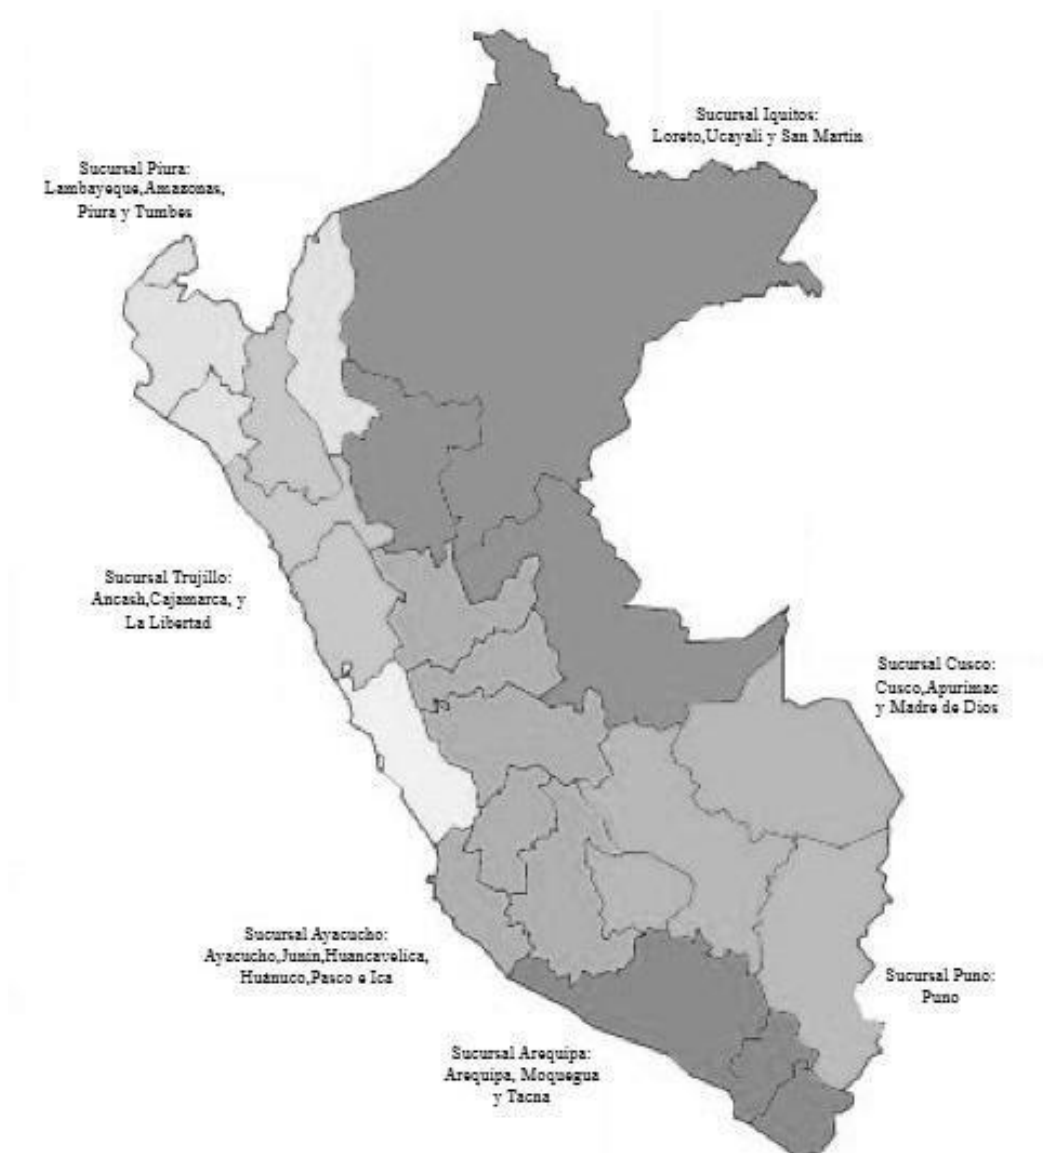 Sucursal Iquitos:
Loreto,Ucayali y San Martin
Sucursal Piura:
Lambayeque,Amazonas,
Piura y Tumbes
Sucursal Trujillo:
Ancash,Cajamarca, y
La Libertad
Sucursal Cusco:
Cusco,Apurimac
y Madre de Dios
Sucursal Ayacucho:
Ayacucho,Junin,Huancavelica,
Huánuco,Pasco e Ica
Sucursal Puno:
Puno
Sucursal Arequipa:
Arequipa, Moquegua
y Tacna